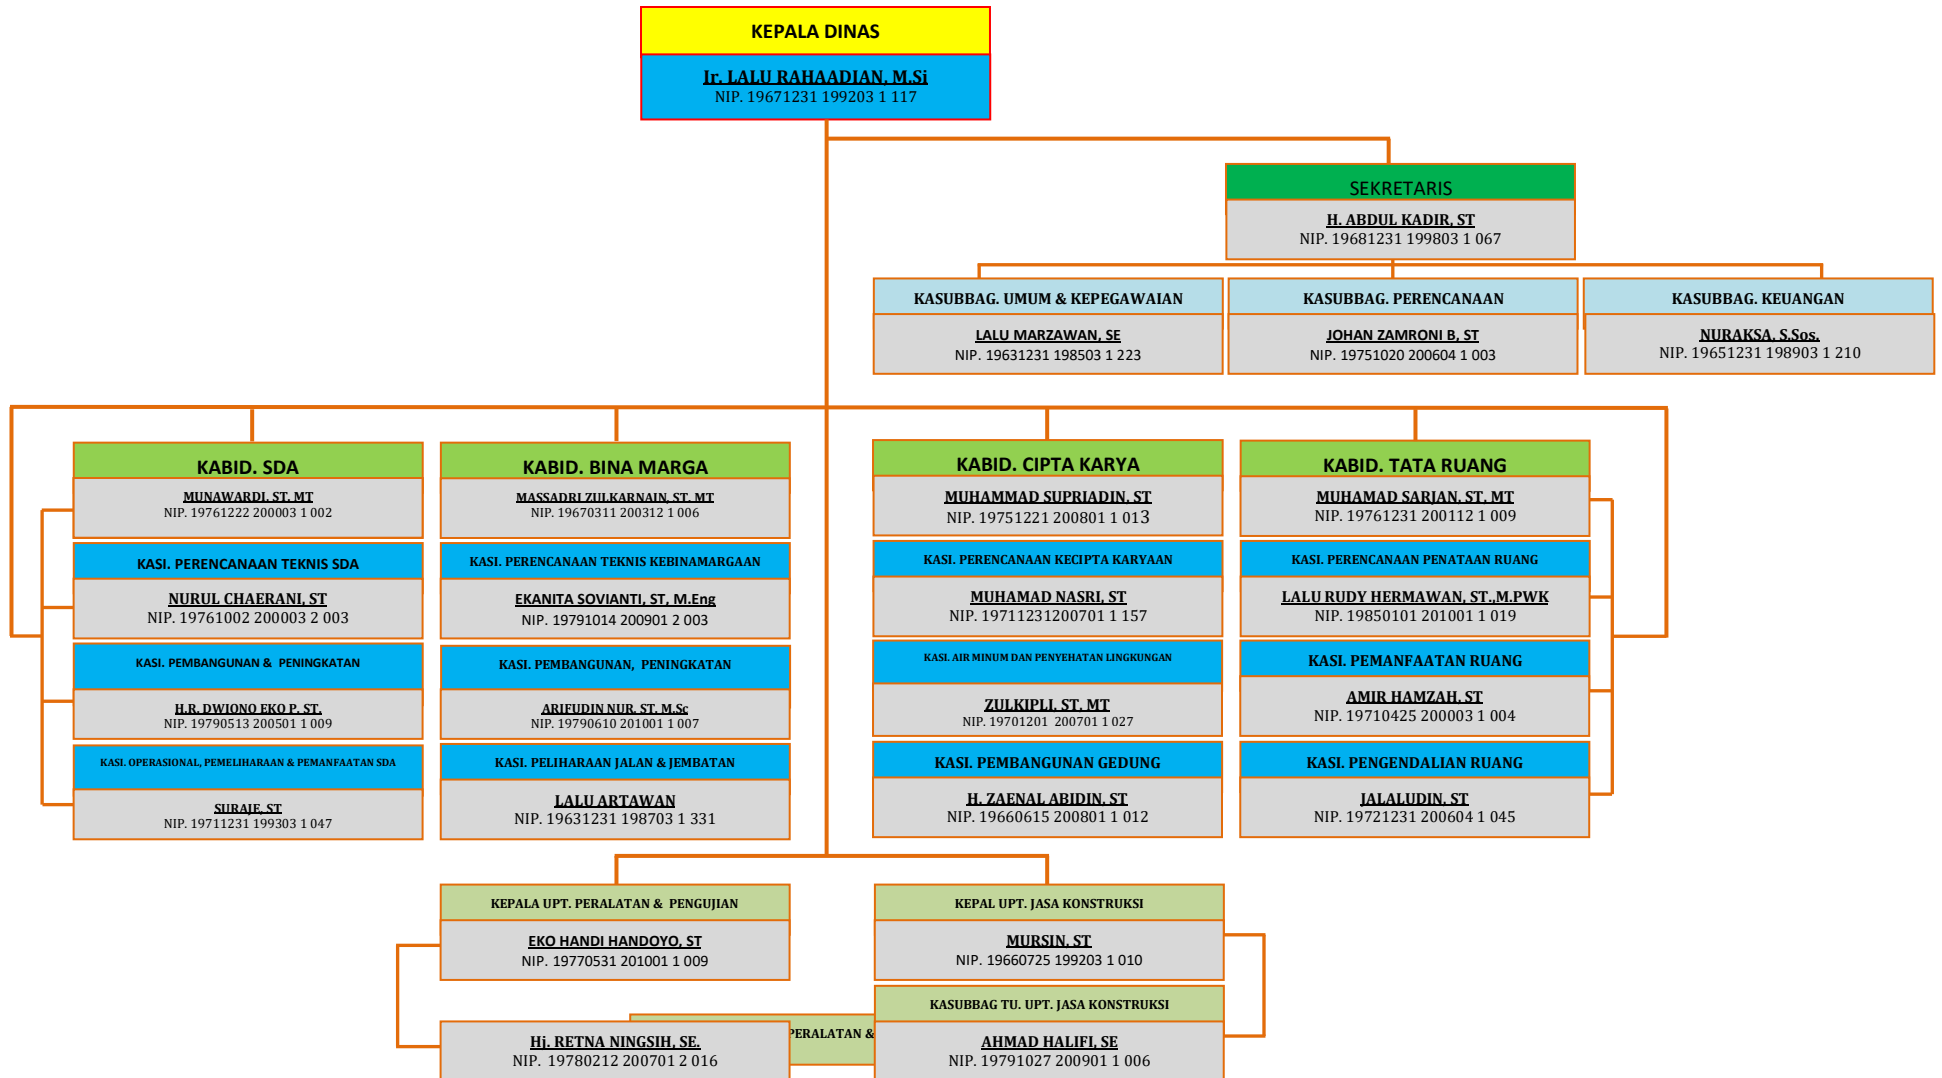 KEPALA DINAS
Ir. LALU RAHAADIAN, M.Si
NIP. 19671231 199203 1 117
SEKRETARIS
H. ABDUL KADIR, ST
NIP. 19681231 199803 1 067
KASUBBAG. UMUM & KEPEGAWAIAN
LALU MARZAWAN, SE
NIP. 19631231 198503 1 223
KASUBBAG. PERENCANAAN
JOHAN ZAMRONI B, ST
NIP. 19751020 200604 1 003
KASUBBAG. KEUANGAN
NURAKSA, S.Sos.
NIP. 19651231 198903 1 210
KABID. SDA
MUNAWARDI, ST, MT
NIP. 19761222 200003 1 002
KASI. PERENCANAAN TEKNIS SDA
NURUL CHAERANI, ST
NIP. 19761002 200003 2 003
KASI. PEMBANGUNAN & PENINGKATAN
H.R. DWIONO EKO P, ST.
NIP. 19790513 200501 1 009
KASI. OPERASIONAL, PEMELIHARAAN & PEMANFAATAN SDA
SURAJE, ST
NIP. 19711231 199303 1 047
KABID. BINA MARGA
MASSADRI ZULKARNAIN, ST, MT
NIP. 19670311 200312 1 006
KASI. PERENCANAAN TEKNIS KEBINAMARGAAN
EKANITA SOVIANTI, ST, M.Eng
NIP. 19791014 200901 2 003
KASI. PEMBANGUNAN, PENINGKATAN
ARIFUDIN NUR, ST, M.Sc
NIP. 19790610 201001 1 007
KASI. PELIHARAAN JALAN & JEMBATAN
LALU ARTAWAN
NIP. 19631231 198703 1 331
KABID. CIPTA KARYA
MUHAMMAD SUPRIADIN, ST
NIP. 19751221 200801 1 013
KASI. PERENCANAAN KECIPTA KARYAAN
MUHAMAD NASRI, ST
NIP. 19711231200701 1 157
KASI. AIR MINUM DAN PENYEHATAN LINGKUNGAN
ZULKIPLI, ST, MT
NIP. 19701201 200701 1 027
KASI. PEMBANGUNAN GEDUNG
H. ZAENAL ABIDIN, ST
NIP. 19660615 200801 1 012
KABID. TATA RUANG
MUHAMAD SARIAN, ST, MT
NIP. 19761231 200112 1 009
KASI. PERENCANAAN PENATAAN RUANG
LALU RUDY HERMAWAN, ST.,M.PWK
NIP. 19850101 201001 1 019
KASI. PEMANFAATAN RUANG
AMIR HAMZAH, ST
NIP. 19710425 200003 1 004
KASI. PENGENDALIAN RUANG
JALALUDIN, ST
NIP. 19721231 200604 1 045
KEPALA UPT. PERALATAN & PENGUJIAN
EKO HANDI HANDOYO, ST
NIP. 19770531 201001 1 009
PERALATAN &
Hj. RETNA NINGSIH, SE.
NIP. 19780212 200701 2 016
KEPAL UPT. JASA KONSTRUKSI
MURSIN, ST
NIP. 19660725 199203 1 010
KASUBBAG TU. UPT. JASA KONSTRUKSI
AHMAD HALIFI, SE
NIP. 19791027 200901 1 006